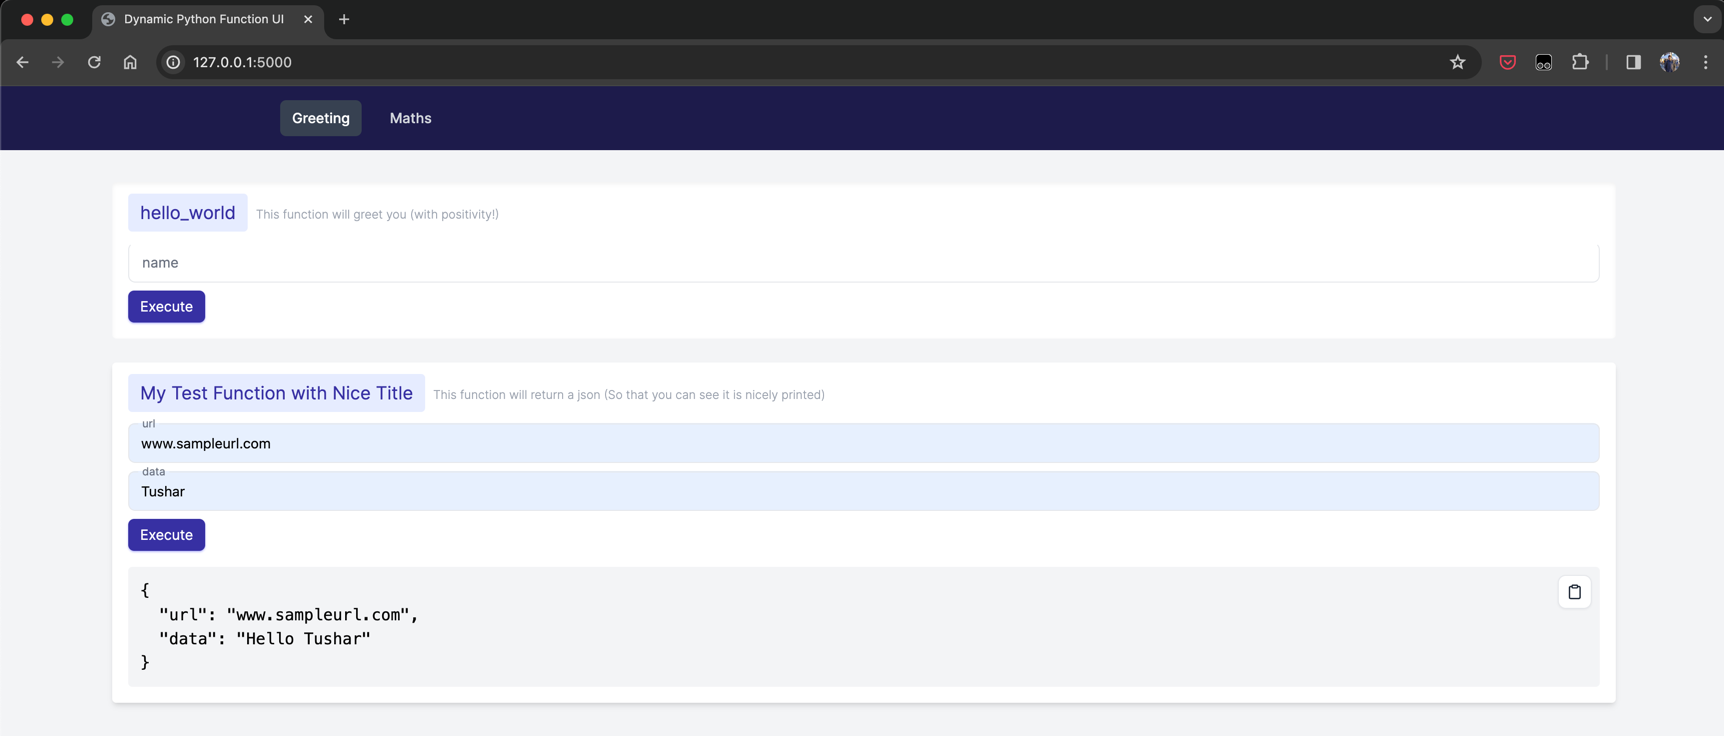 Dynamic Python Function UI
127.0.0.1:5000
Greeting Maths
hello_world This function will greet you (with positivity!)
name
Execute
My Test Function with Nice Title This function will return a json (So that you can see it is nicely printed)
url
www.sampleurl.com
data
Tushar
Execute
{
  "url": "www.sampleurl.com",
  "data": "Hello Tushar"
}